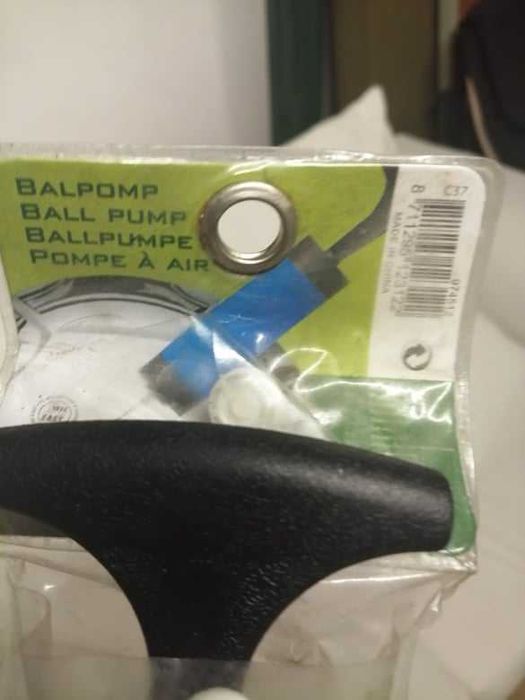 BALPOMP
BALL PUMP
BALLPUMPE
POMPE À AIR
C37
MADE IN CHINA